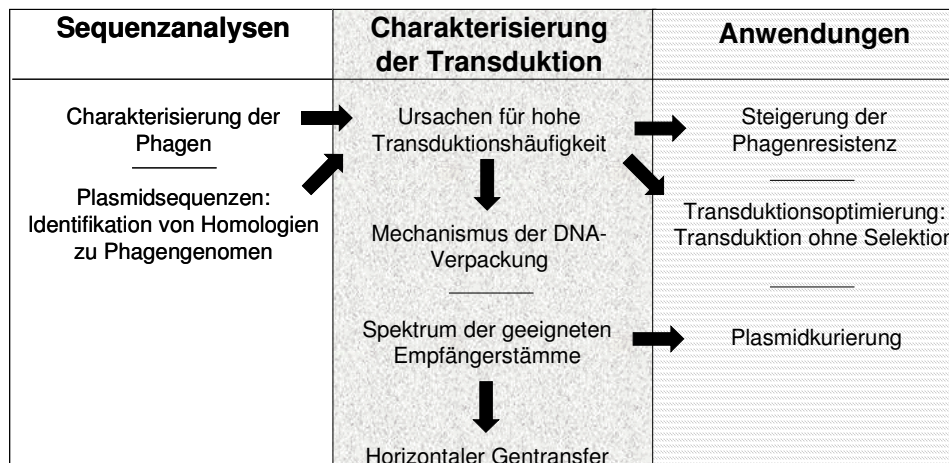 Sequenzanalysen
Charakterisierung
der Transduktion
Anwendungen
Charakterisierung der
Phagen
Plasmidsequenzen:
Identifikation von Homologien
zu Phagengenomen
Ursachen für hohe
Transduktionshäufigkeit
Mechanismus der DNA-
Verpackung
Spektrum der geeigneten
Empfängerstämme
Horizontaler Gentransfer
Steigerung der
Phagenresistenz
Transduktionsoptimierung:
Transduktion ohne Selektion
Plasmidkurierung